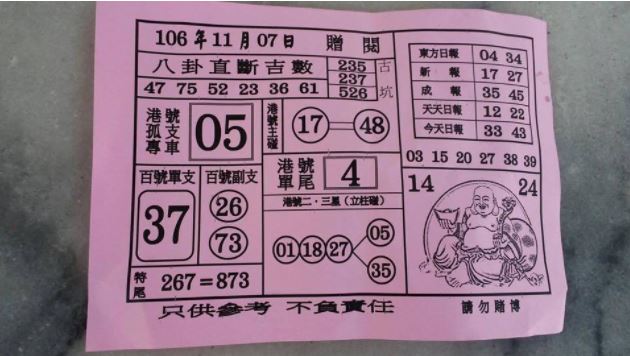 106年11月07日 贈閱
八卦直斷吉數
235
237
526
古坑
47 75 52 23 36 61
港號孤支專車
05
港號主碰
17 48
百號單支
37
百號副支
26
73
港號單尾
4
港號二·三星(立柱碰)
01 18 27
05
35
特尾
267=873
東方日報 04 34
新報 17 27
成報 35 45
天天日報 12 22
今天日報 33 43
03 15 20 27 38 39
14 24
只供參考 不負責任
請勿賭博